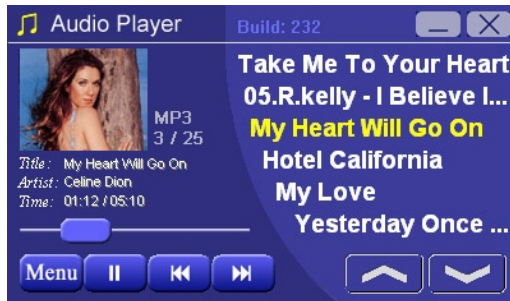 Audio Player
Build: 232
MP3
3 / 25
Title: My Heart Will Go On
Artist: Celine Dion
Time: 01:12 / 05:10
Menu
Take Me To Your Heart
05.R.kelly - I Believe I...
My Heart Will Go On
Hotel California
My Love
Yesterday Once ...